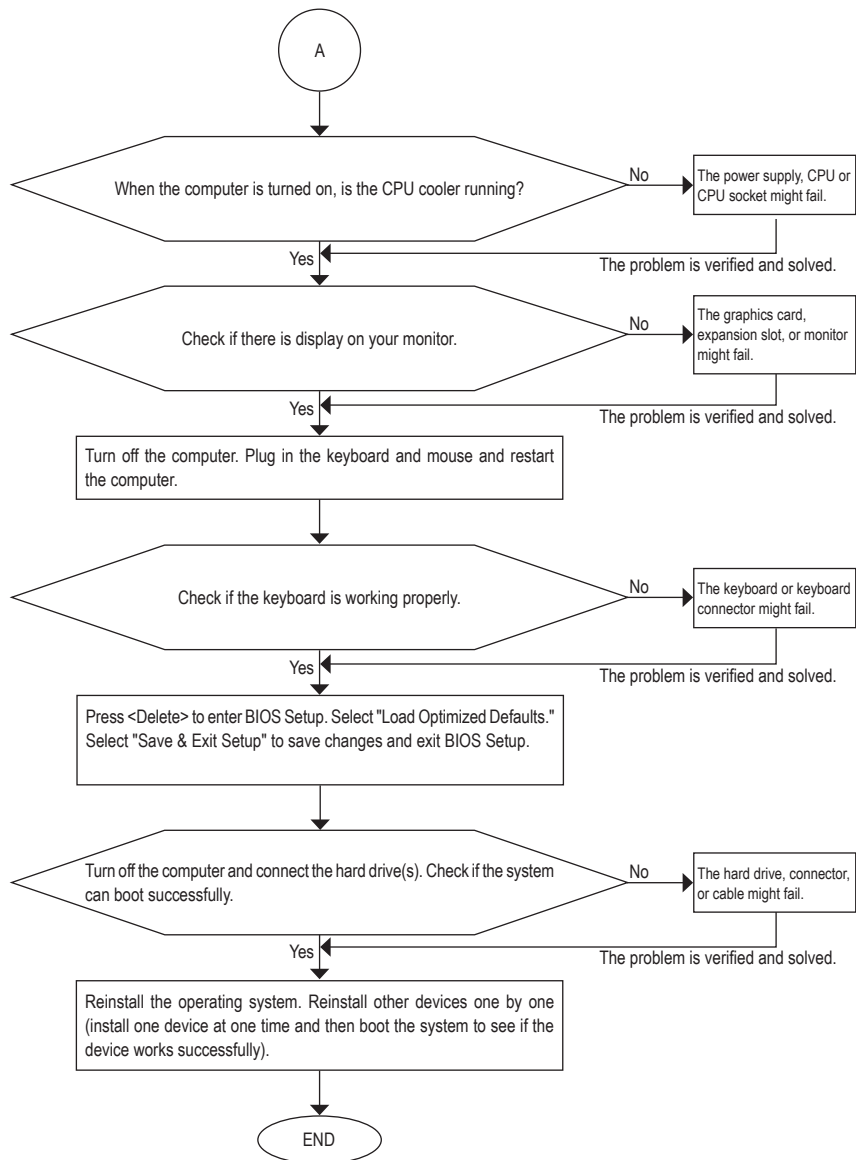 A
When the computer is turned on, is the CPU cooler running?
No
The power supply, CPU or
CPU socket might fail.
Yes
The problem is verified and solved.
Check if there is display on your monitor.
No
The graphics card,
expansion slot, or monitor
might fail.
Yes
The problem is verified and solved.
Turn off the computer. Plug in the keyboard and mouse and restart
the computer.
Check if the keyboard is working properly.
No
The keyboard or keyboard
connector might fail.
Yes
The problem is verified and solved.
Press <Delete> to enter BIOS Setup. Select "Load Optimized Defaults."
Select "Save & Exit Setup" to save changes and exit BIOS Setup.
Turn off the computer and connect the hard drive(s). Check if the system
can boot successfully.
No
The hard drive, connector,
or cable might fail.
Yes
The problem is verified and solved.
Reinstall the operating system. Reinstall other devices one by one
(install one device at one time and then boot the system to see if the
device works successfully).
END